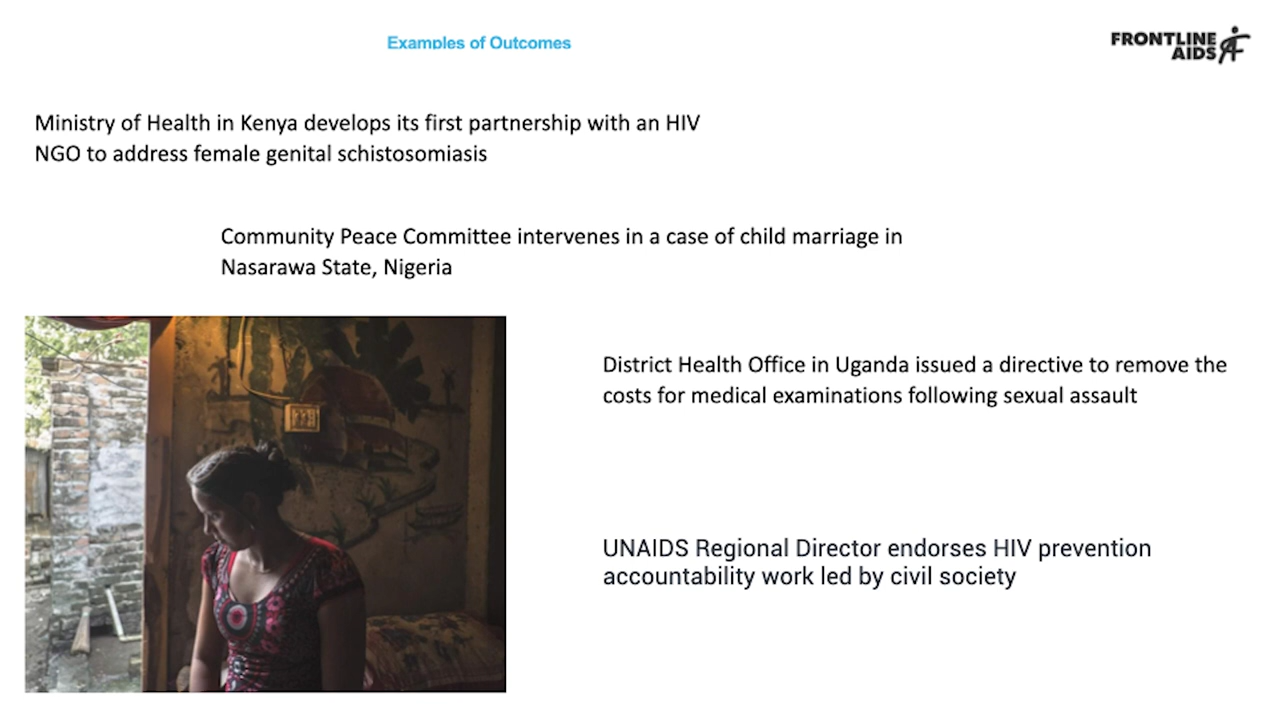 Examples of Outcomes
FRONTLINE
AIDS
Ministry of Health in Kenya develops its first partnership with an HIV
NGO to address female genital schistosomiasis
Community Peace Committee intervenes in a case of child marriage in
Nasarawa State, Nigeria
District Health Office in Uganda issued a directive to remove the
costs for medical examinations following sexual assault
UNAIDS Regional Director endorses HIV prevention
accountability work led by civil society